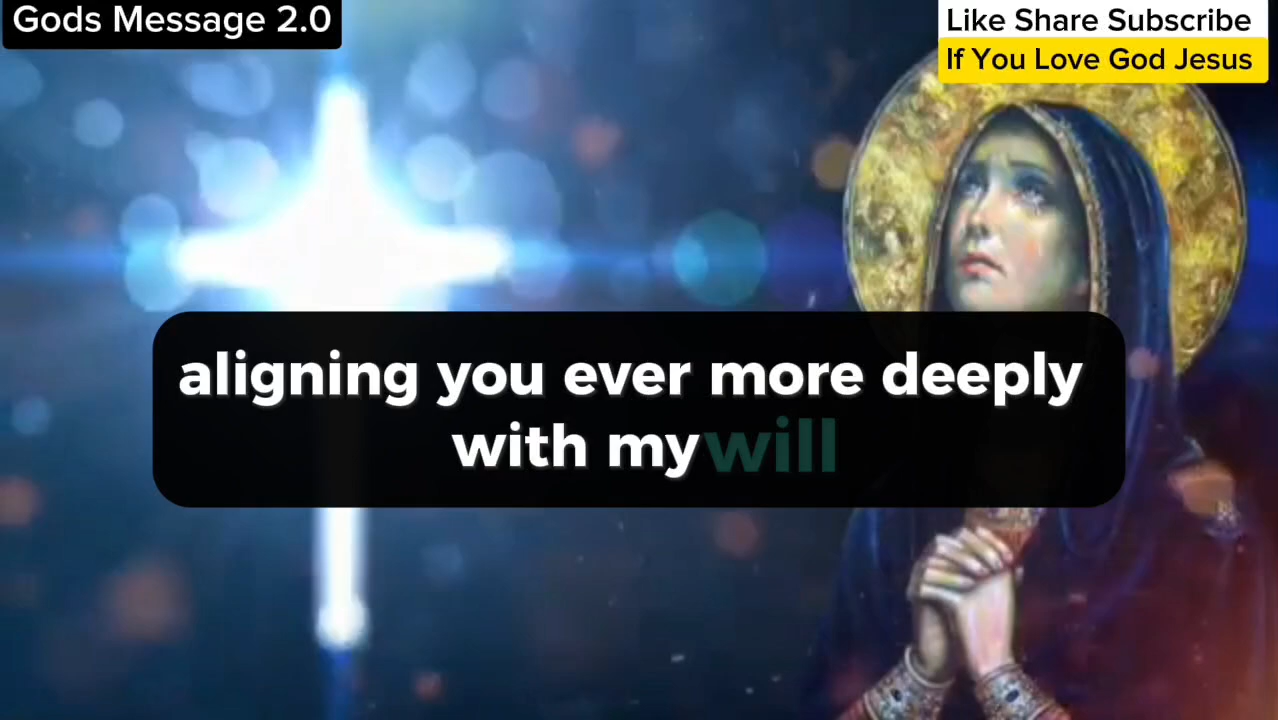 Gods Message 2.0
Like Share Subscribe
If You Love God Jesus
aligning you ever more deeply
with my will